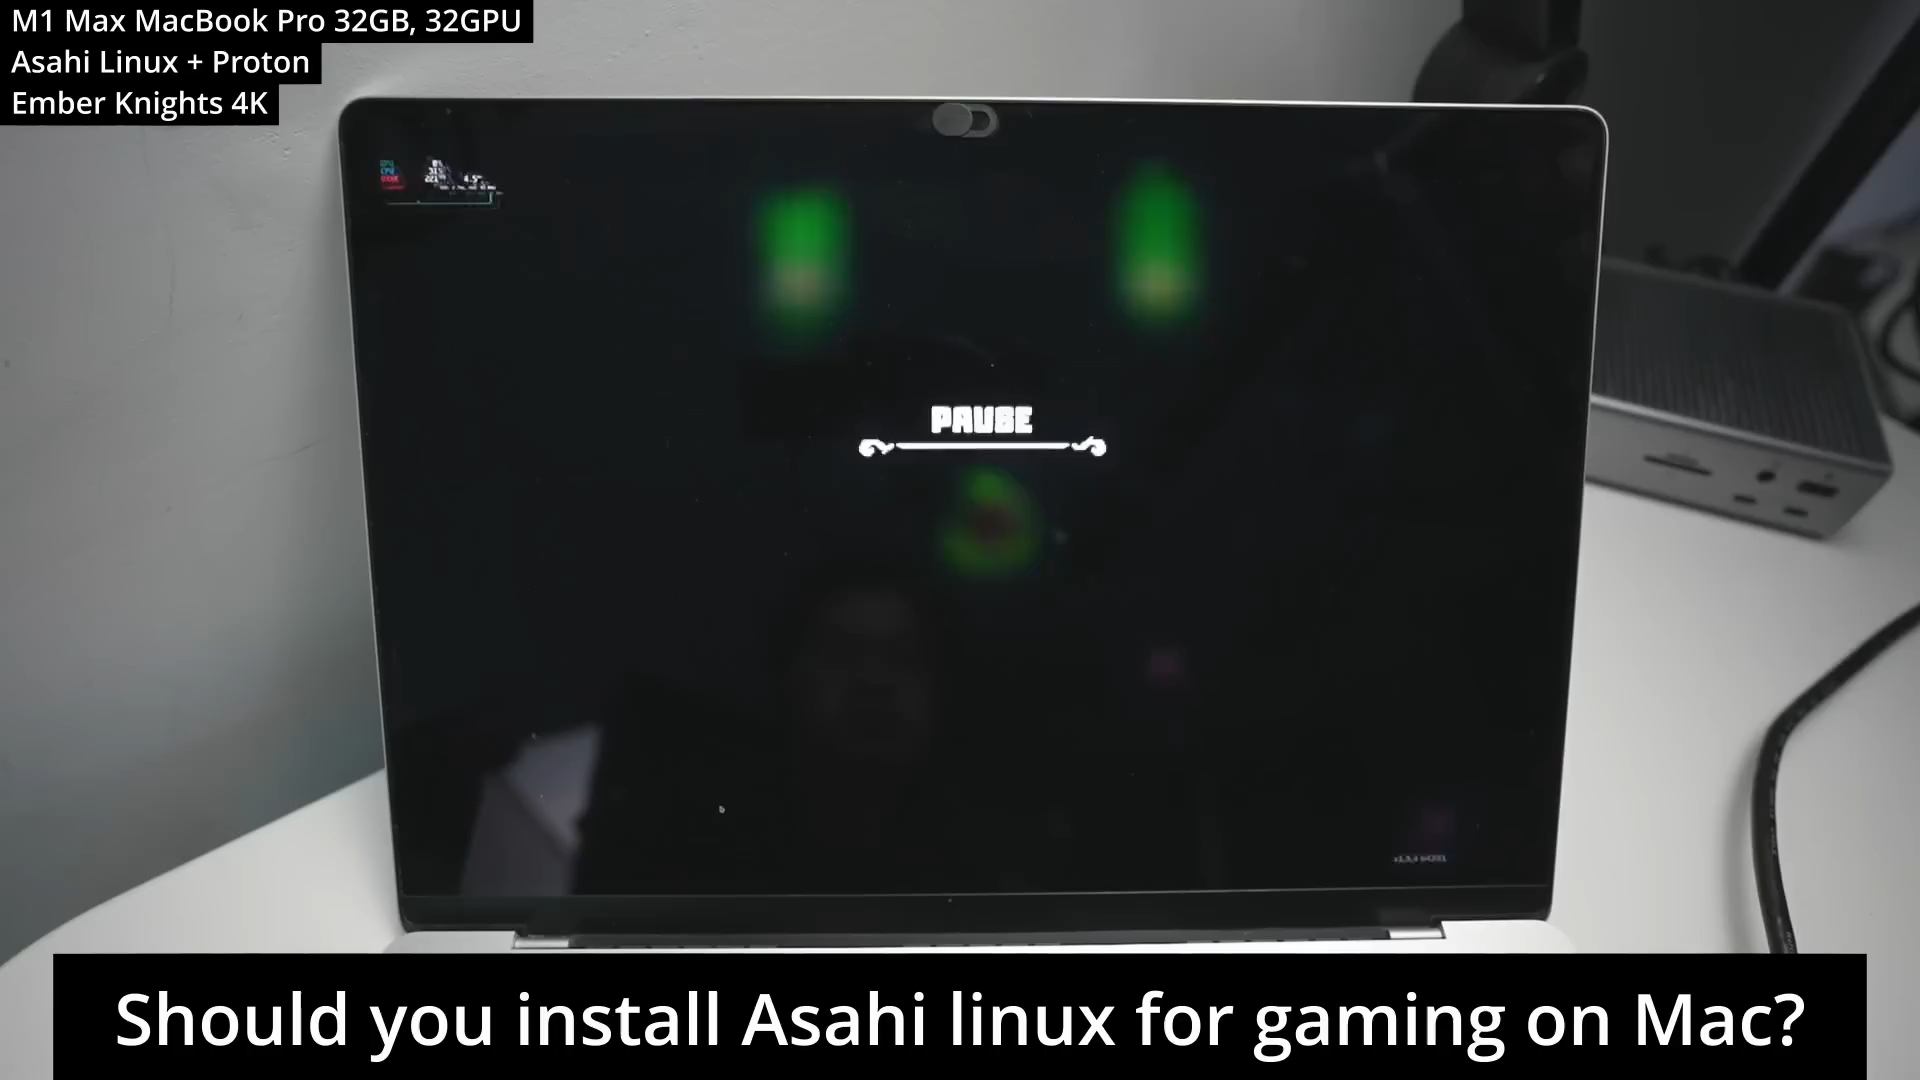 M1 Max MacBook Pro 32GB, 32GPU
Asahi Linux + Proton
Ember Knights 4K
PAUSE
Should you install Asahi linux for gaming on Mac?